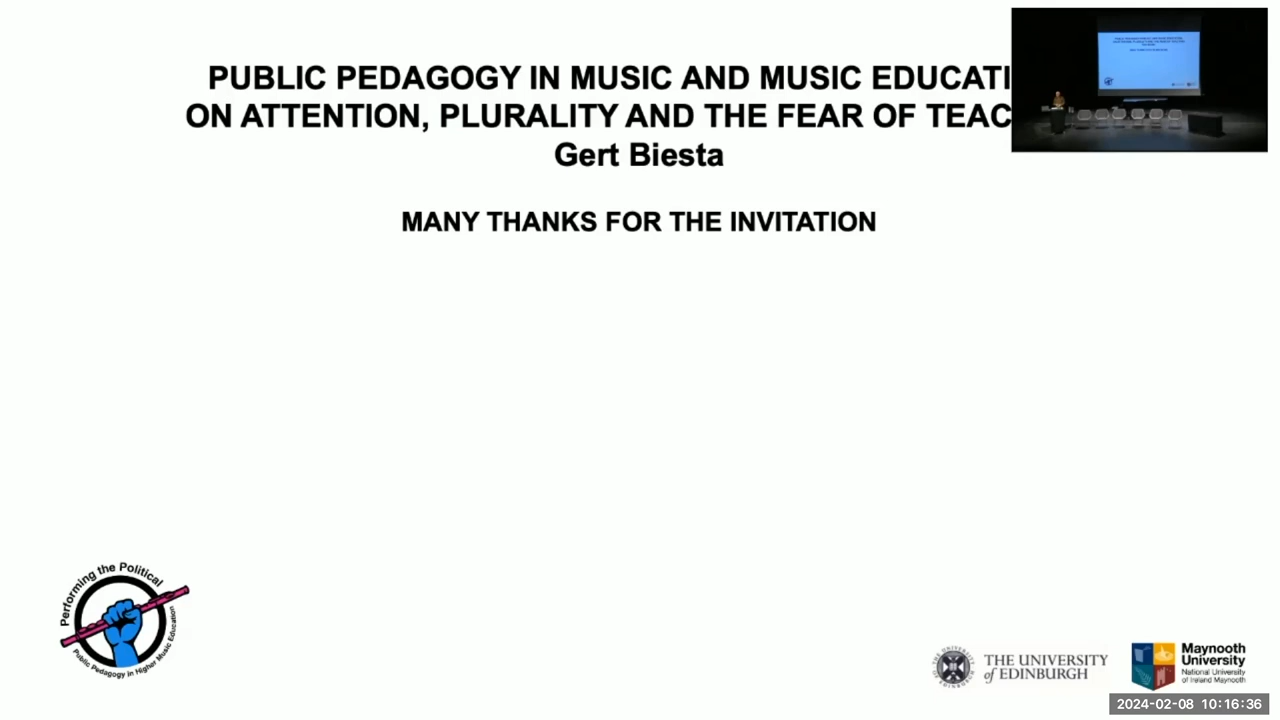 PUBLIC PEDAGOGY IN MUSIC AND MUSIC EDUCATI
ON ATTENTION, PLURALITY AND THE FEAR OF TEAC
Gert Biesta
MANY THANKS FOR THE INVITATION
Performing the Political
Public Pedagogy in Higher Music Education
THE UNIVERSITY
of EDINBURGH
Maynooth
University
National University
of Ireland Maynooth
2024-02-08 10:16:36